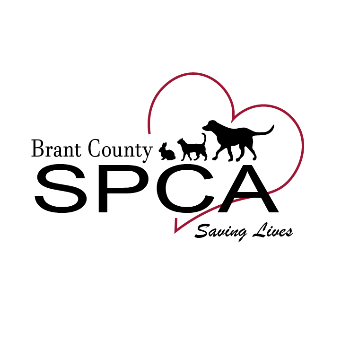 Brant County
SPCA
Saving Lives